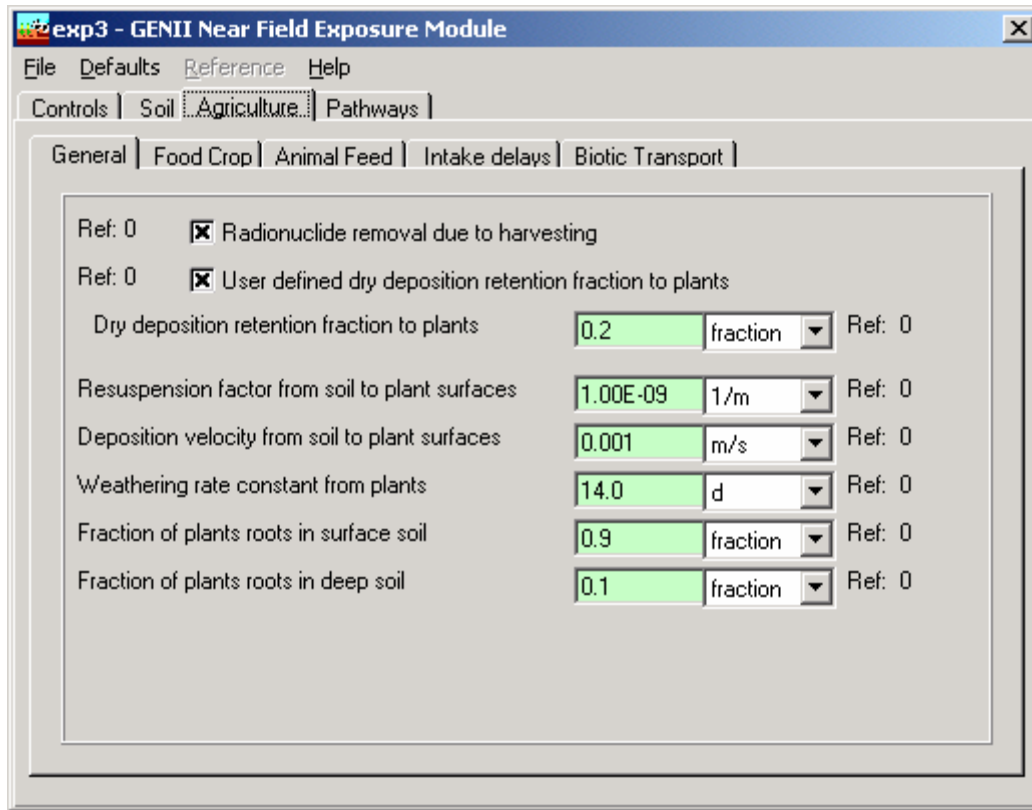 exp3 - GENII Near Field Exposure Module
File Defaults Reference Help
Controls Soil Agriculture Pathways
General Food Crop Animal Feed Intake delays Biotic Transport
Ref: 0 Radionuclide removal due to harvesting
Ref: 0 User defined dry deposition retention fraction to plants
Dry deposition retention fraction to plants 0.2 fraction Ref: 0
Resuspension factor from soil to plant surfaces 1.00E-09 1/m Ref: 0
Deposition velocity from soil to plant surfaces 0.001 m/s Ref: 0
Weathering rate constant from plants 14.0 d Ref: 0
Fraction of plants roots in surface soil 0.9 fraction Ref: 0
Fraction of plants roots in deep soil 0.1 fraction Ref: 0